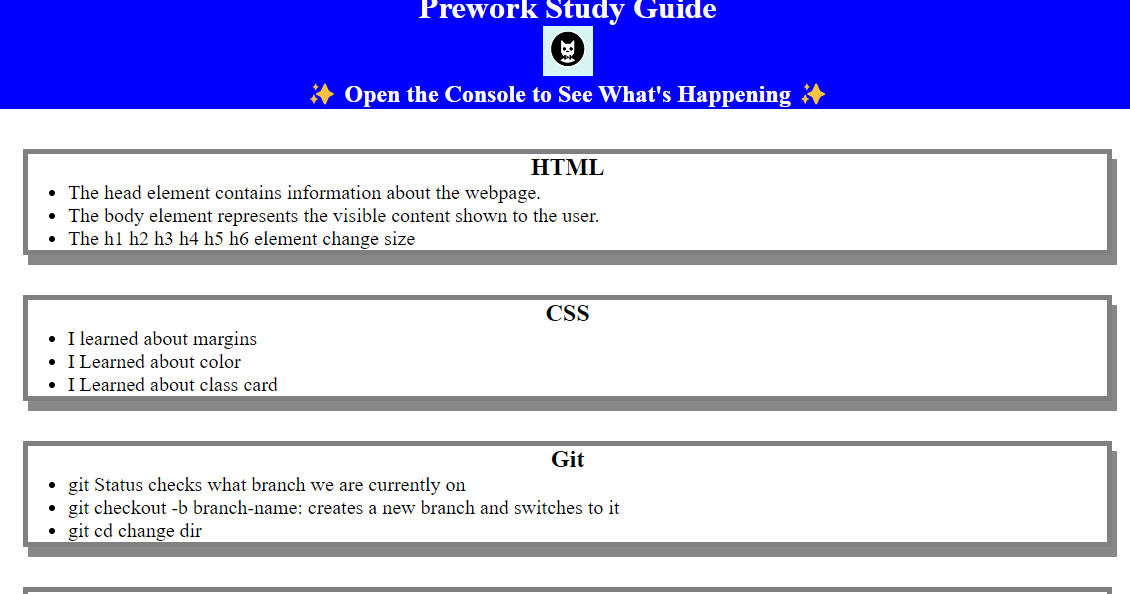 Prework Study Guide
✨ Open the Console to See What's Happening ✨
HTML
The head element contains information about the webpage.
The body element represents the visible content shown to the user.
The h1 h2 h3 h4 h5 h6 element change size
CSS
I learned about margins
I Learned about color
I Learned about class card
Git
git Status checks what branch we are currently on
git checkout -b branch-name: creates a new branch and switches to it
git cd change dir